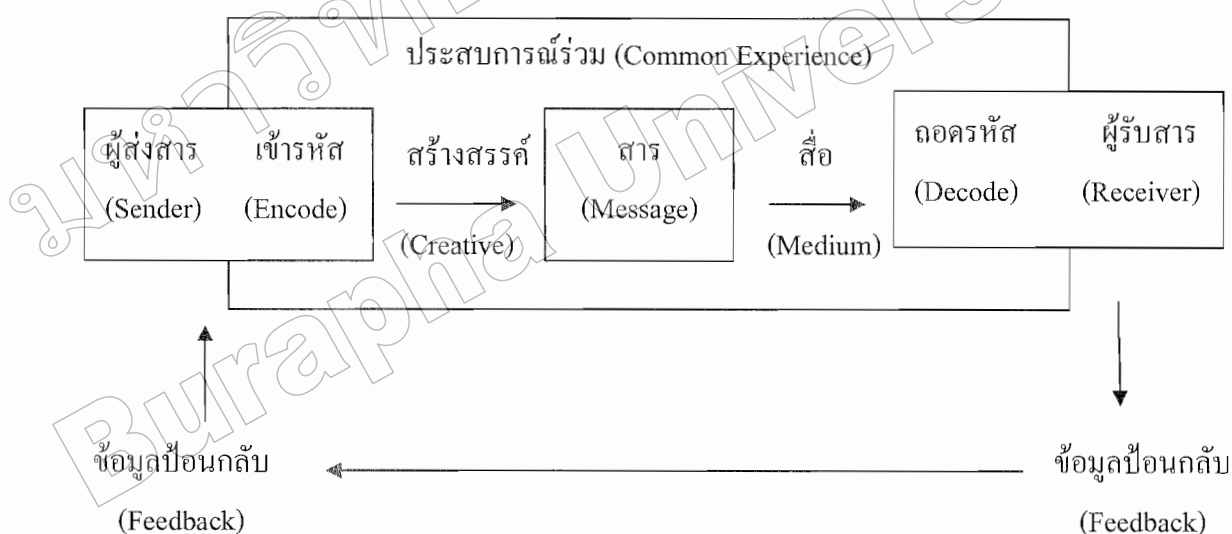 ประสบการณ์ร่วม (Common Experience)
ผู้ส่งสาร เข้ารหัส
(Sender) (Encode)
สร้างสรรค์
(Creative)
สาร
(Message)
สื่อ
(Medium)
ถอดรหัส ผู้รับสาร
(Decode) (Receiver)
ข้อมูลป้อนกลับ
(Feedback)
ข้อมูลป้อนกลับ
(Feedback)
Burapha University